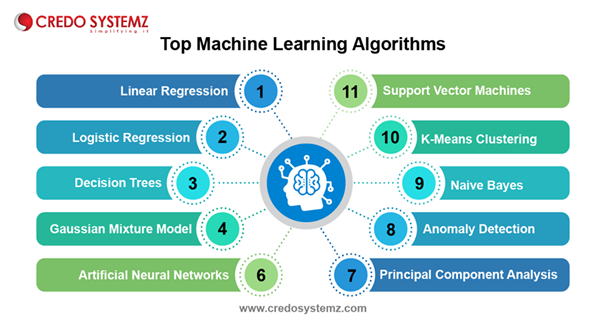 CREDO SYSTEMZ
simplifying it
Top Machine Learning Algorithms
Linear Regression 1
Logistic Regression 2
Decision Trees 3
Gaussian Mixture Model 4
Artificial Neural Networks 6
11 Support Vector Machines
10 K-Means Clustering
9 Naive Bayes
8 Anomaly Detection
7 Principal Component Analysis
www.credosystemz.com